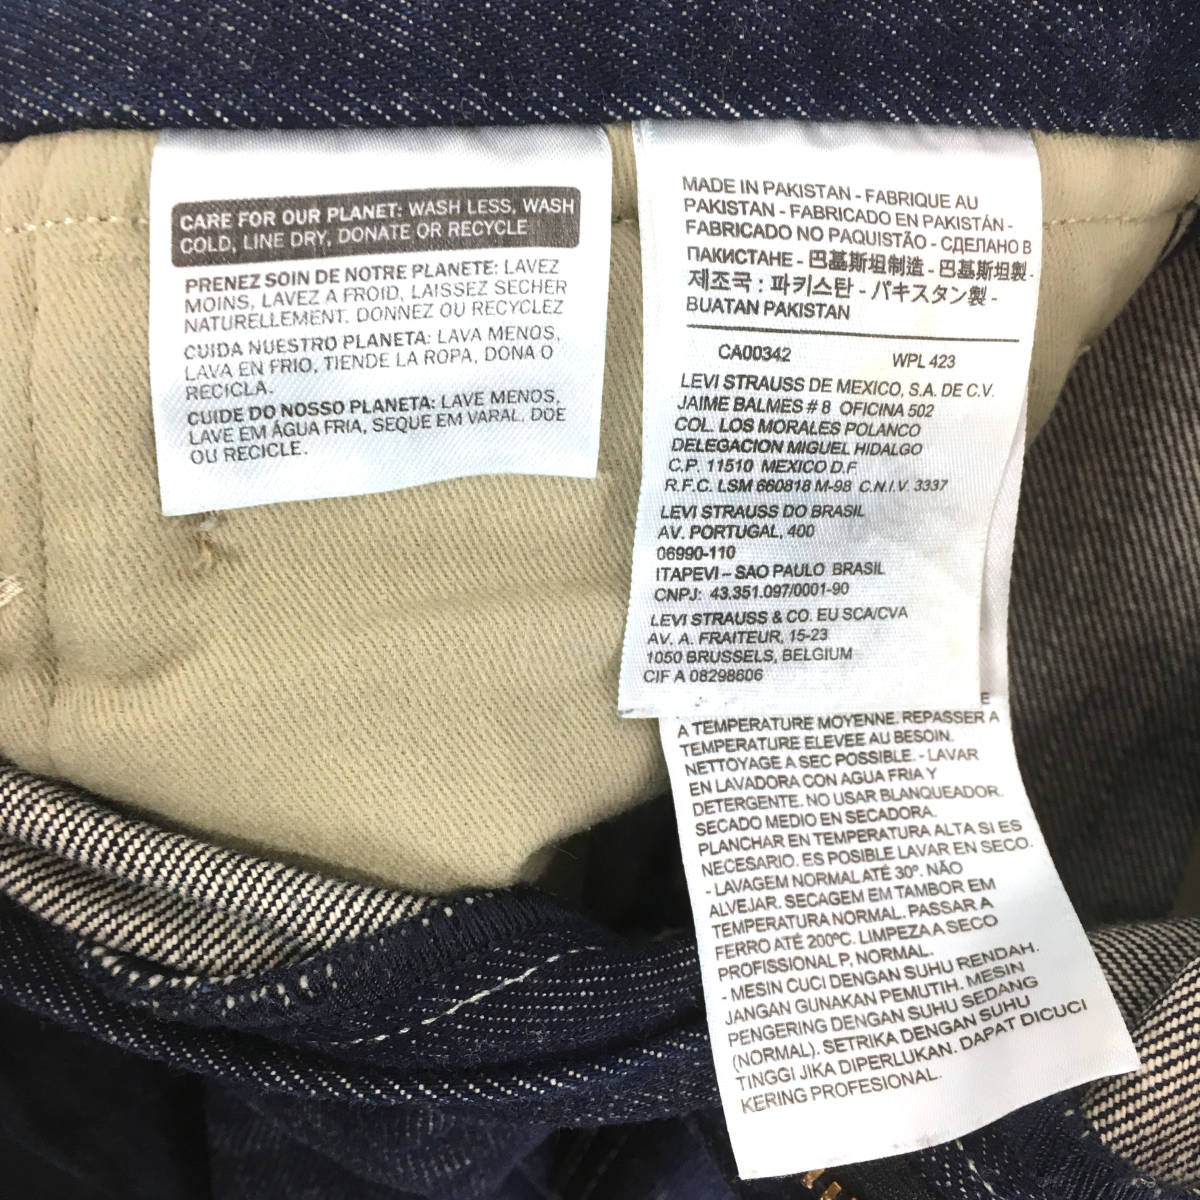 CARE FOR OUR PLANET: WASH LESS, WASH
COLD, LINE DRY, DONATE OR RECYCLE
PRENEZ SOIN DE NOTRE PLANETE: LAVEZ
MOINS, LAVEZ A FROID, LAISSEZ SECHER
NATURELLEMENT. DONNEZ OU RECYCLEZ
CUIDA NUESTRO PLANETA: LAVA MENOS,
LAVA EN FRIO, TIENDE LA ROPA, DONA O
RECICLA.
CUIDE DO NOSSO PLANETA: LAVE MENOS,
LAVE EM ÁGUA FRIA, SEQUE EM VARAL, DOE
OU RECICLE.
MADE IN PAKISTAN - FABRIQUE AU
PAKISTAN - FABRICADO EN PAKISTÁN -
FABRICADO NO PAQUISTÃO - СДЕЛАНО В
ПАКИСТАНЕ - 巴基斯坦制造 - 巴基斯坦製 -
제조국 : 파키스탄 - パキスタン製 -
BUATAN PAKISTAN
CA00342 WPL 423
LEVI STRAUSS DE MEXICO, S.A. DE C.V.
JAIME BALMES # 8 OFICINA 502
COL. LOS MORALES POLANCO
DELEGACION MIGUEL HIDALGO
C.P. 11510 MEXICO D.F.
R.F.C. LSM 660818 M-98 C.N.I.V. 3337
LEVI STRAUSS DO BRASIL
AV. PORTUGAL, 400
06990-110
ITAPEVI – SAO PAULO BRASIL
CNPJ: 43.351.097/0001-90
LEVI STRAUSS & CO. EU SCA/CVA
AV. A. FRAITEUR, 15-23
1050 BRUSSELS, BELGIUM
CIF A 08298606
A TEMPERATURE MOYENNE. REPASSER A
TEMPERATURE ELEVEE AU BESOIN.
NETTOYAGE A SEC POSSIBLE. - LAVAR
EN LAVADORA CON AGUA FRIA Y
DETERGENTE. NO USAR BLANQUEADOR.
SECADO MEDIO EN SECADORA.
PLANCHAR EN TEMPERATURA ALTA SI ES
NECESARIO. ES POSIBLE LAVAR EN SECO.
- LAVAGEM NORMAL ATÉ 30º. NÃO
ALVEJAR. SECAGEM EM TAMBOR EM
TEMPERATURA NORMAL. PASSAR A
FERRO ATÉ 200ºC. LIMPEZA A SECO
PROFISSIONAL P, NORMAL.
- MESIN CUCI DENGAN SUHU RENDAH.
JANGAN GUNAKAN PEMUTIH. MESIN
PENGERING DENGAN SUHU SEDANG
(NORMAL). SETRIKA DENGAN SUHU
TINGGI JIKA DIPERLUKAN. DAPAT DICUCI
KERING PROFESIONAL.